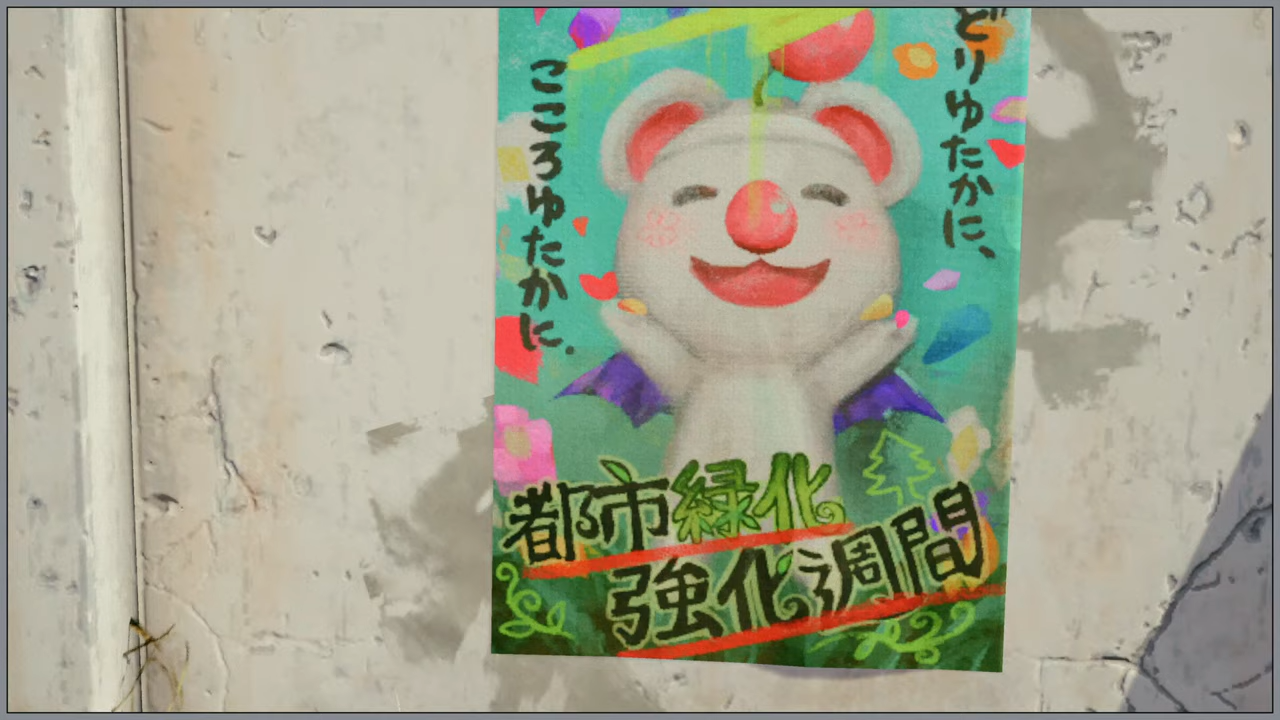 どりゆたかに、
こころゆたかに.
都市緑化
強化週間